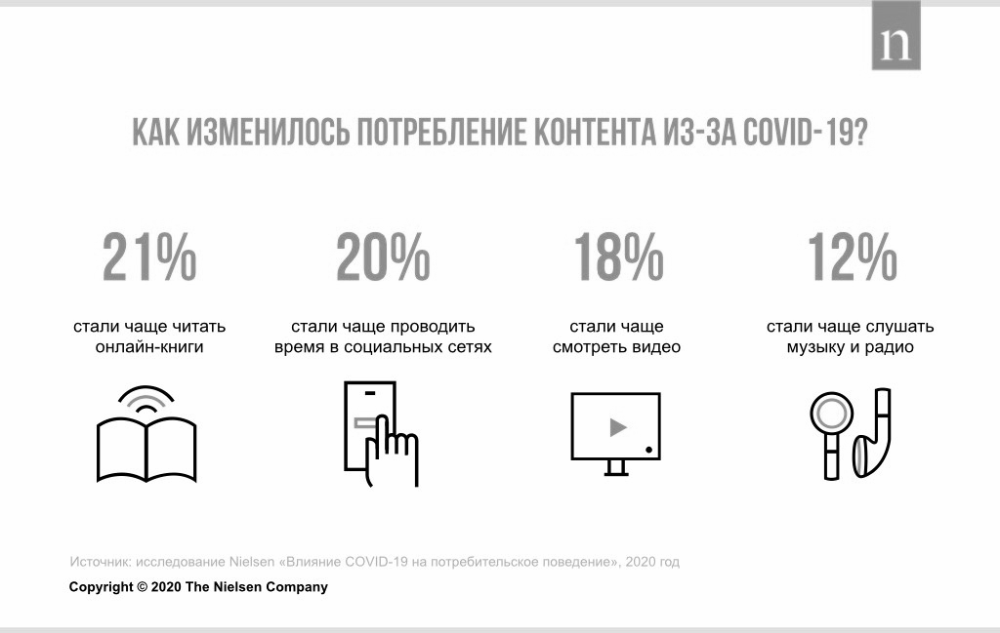 n
КАК ИЗМЕНИЛОСЬ ПОТРЕБЛЕНИЕ КОНТЕНТА ИЗ-ЗА COVID-19?
21%
стали чаще читать
онлайн-книги
20%
стали чаще проводить
время в социальных сетях
18%
стали чаще
смотреть видео
12%
стали чаще слушать
музыку и радио
Источник: исследование Nielsen «Влияние COVID-19 на потребительское поведение», 2020 год
Copyright © 2020 The Nielsen Company